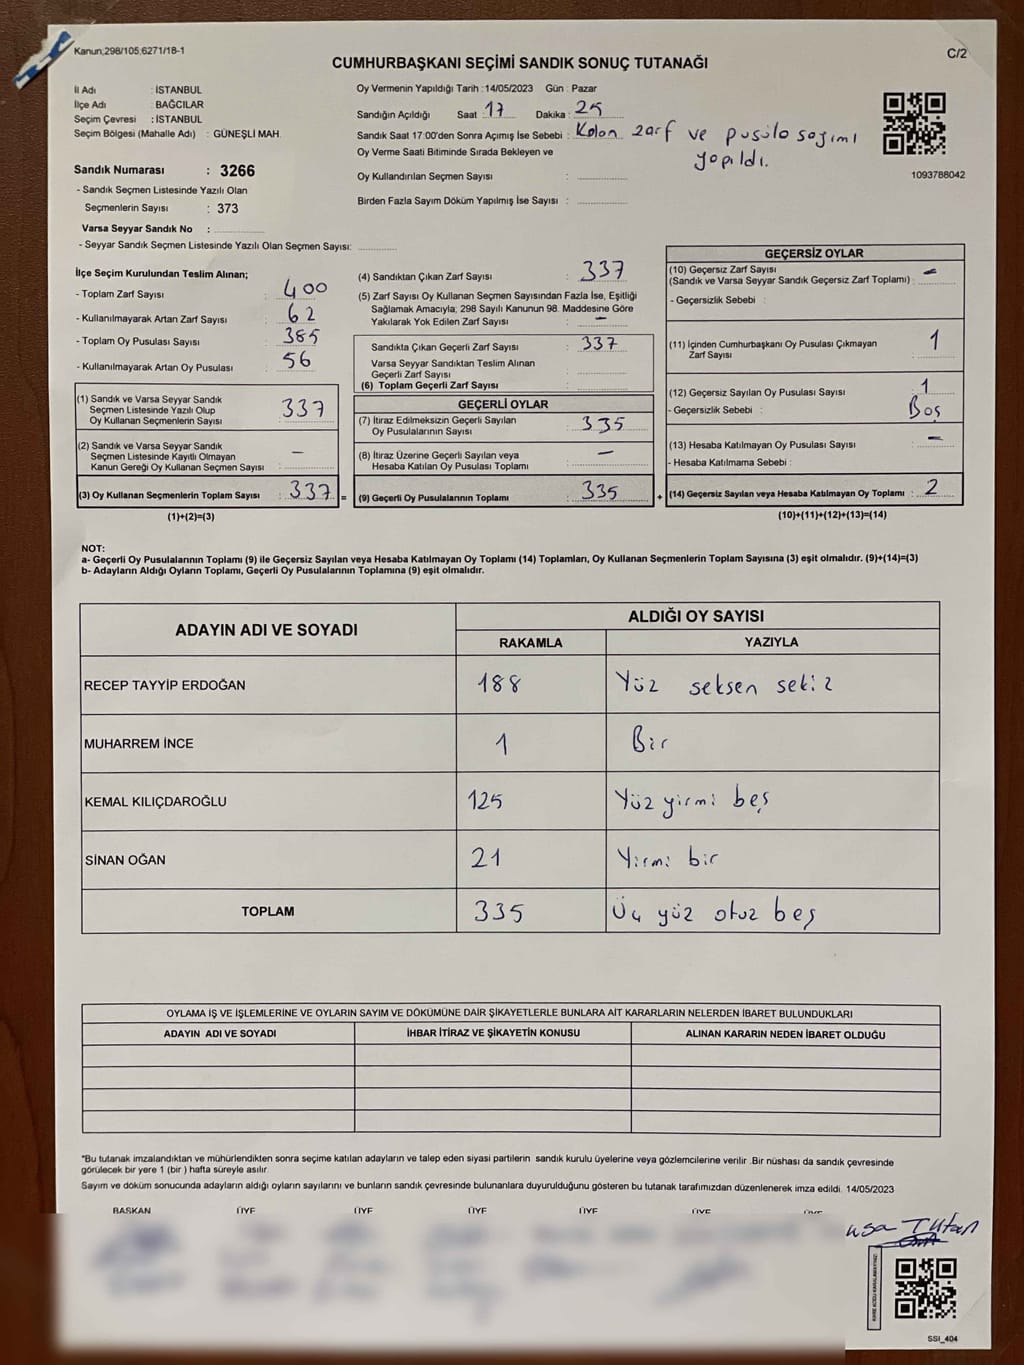 Kanun;298/105,6271/18-1
C/2
CUMHURBAŞKANI SEÇİMİ SANDIK SONUÇ TUTANAĞI
İl Adı : İSTANBUL
İlçe Adı : BAĞCILAR
Seçim Çevresi : İSTANBUL
Seçim Bölgesi (Mahalle Adı) : GÜNEŞLİ MAH.
Sandık Numarası : 3266
- Sandık Seçmen Listesinde Yazılı Olan
Seçmenlerin Sayısı : 373
Varsa Seyyar Sandık No :
- Seyyar Sandık Seçmen Listesinde Yazılı Olan Seçmen Sayısı:
Oy Vermenin Yapıldığı Tarih :14/05/2023 Gün : Pazar
Sandığın Açıldığı Saat : 17 Dakika : 25
Sandık Saat 17:00'den Sonra Açımış İse Sebebi : Kalan zarf ve pusula sayımı
yapıldı.
Oy Verme Saati Bitiminde Sırada Bekleyen ve
Oy Kullandırılan Seçmen Sayısı :
Birden Fazla Sayım Döküm Yapılmış İse Sayısı :
1093788042
İlçe Seçim Kurulundan Teslim Alınan;
- Toplam Zarf Sayısı : 400
- Kullanılmayarak Artan Zarf Sayısı : 62
- Toplam Oy Pusulası Sayısı : 385
- Kullanılmayarak Artan Oy Pusulası : 56
(1) Sandık ve Varsa Seyyar Sandık
Seçmen Listesinde Yazılı Olup
Oy Kullanan Seçmenlerin Sayısı : 337
(2) Sandık ve Varsa Seyyar Sandık
Seçmen Listesinde Kayıtlı Olmayan
Kanun Gereği Oy Kullanan Seçmen Sayısı : –
(3) Oy Kullanan Seçmenlerin Toplam Sayısı : 337 =
(1)+(2)=(3)
(4) Sandıktan Çıkan Zarf Sayısı : 337
(5) Zarf Sayısı Oy Kullanan Seçmen Sayısından Fazla İse, Eşitliği
Sağlamak Amacıyla; 298 Sayılı Kanunun 98. Maddesine Göre
Yakılarak Yok Edilen Zarf Sayısı : –
Sandıkta Çıkan Geçerli Zarf Sayısı : 337
Varsa Seyyar Sandıktan Teslim Alınan
Geçerli Zarf Sayısı :
(6) Toplam Geçerli Zarf Sayısı :
GEÇERLİ OYLAR
(7) İtiraz Edilmeksizin Geçerli Sayılan
Oy Pusulalarının Sayısı : 335
(8) İtiraz Üzerine Geçerli Sayılan veya
Hesaba Katılan Oy Pusulası Toplamı : –
(9) Geçerli Oy Pusulalarının Toplamı : 335 +
GEÇERSİZ OYLAR
(10) Geçersiz Zarf Sayısı
(Sandık ve Varsa Seyyar Sandık Geçersiz Zarf Toplamı) : –
- Geçersizlik Sebebi :
(11) İçinden Cumhurbaşkanı Oy Pusulası Çıkmayan
Zarf Sayısı : 1
(12) Geçersiz Sayılan Oy Pusulası Sayısı : 1
- Geçersizlik Sebebi : Boş
(13) Hesaba Katılmayan Oy Pusulası Sayısı : –
- Hesaba Katılmama Sebebi :
(14) Geçersiz Sayılan veya Hesaba Katılmayan Oy Toplamı : 2
(10)+(11)+(12)+(13)=(14)
NOT:
a- Geçerli Oy Pusulalarının Toplamı (9) ile Geçersiz Sayılan veya Hesaba Katılmayan Oy Toplamı (14) Toplamları, Oy Kullanan Seçmenlerin Toplam Sayısına (3) eşit olmalıdır. (9)+(14)=(3)
b- Adayların Aldığı Oyların Toplamı, Geçerli Oy Pusulalarının Toplamına (9) eşit olmalıdır.
ADAYIN ADI VE SOYADI
ALDIĞI OY SAYISI
RAKAMLA YAZIYLA
RECEP TAYYİP ERDOĞAN 188 Yüz seksen sekiz
MUHARREM İNCE 1 Bir
KEMAL KILIÇDAROĞLU 125 Yüz yirmi beş
SİNAN OĞAN 21 Yirmi bir
TOPLAM 335 Üç yüz otuz beş
OYLAMA İŞ VE İŞLEMLERİNE VE OYLARIN SAYIM VE DÖKÜMÜNE DAİR ŞİKAYETLERLE BUNLARA AİT KARARLARIN NELERDEN İBARET BULUNDUKLARI
ADAYIN ADI VE SOYADI İHBAR İTİRAZ VE ŞİKAYETİN KONUSU ALINAN KARARIN NEDEN İBARET OLDUĞU
*Bu tutanak imzalandıktan ve mühürlendikten sonra seçime katılan adayların ve talep eden siyasi partilerin sandık kurulu üyelerine veya gözlemcilerine verilir .Bir nüshası da sandık çevresinde
görülecek bir yere 1 (bir ) hafta süreyle asılır.
Sayım ve döküm sonucunda adayların aldığı oyların sayılarını ve bunların sandık çevresinde bulunanlara duyurulduğunu gösteren bu tutanak tarafımızdan düzenlenerek imza edildi. 14/05/2023
BAŞKAN ÜYE ÜYE ÜYE ÜYE ÜYE ÜYE
usa Tutan
SSI_404